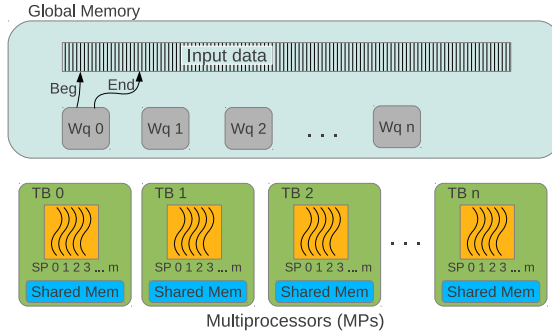 Global Memory
Input data
Beg
End
Wq 0
Wq 1
Wq 2
. . .
Wq n
TB 0
TB 1
TB 2
. . .
TB n
SP 0 1 2 3 ... m
SP 0 1 2 3 ... m
SP 0 1 2 3 ... m
SP 0 1 2 3 ... m
Shared Mem
Shared Mem
Shared Mem
Shared Mem
Multiprocessors (MPs)